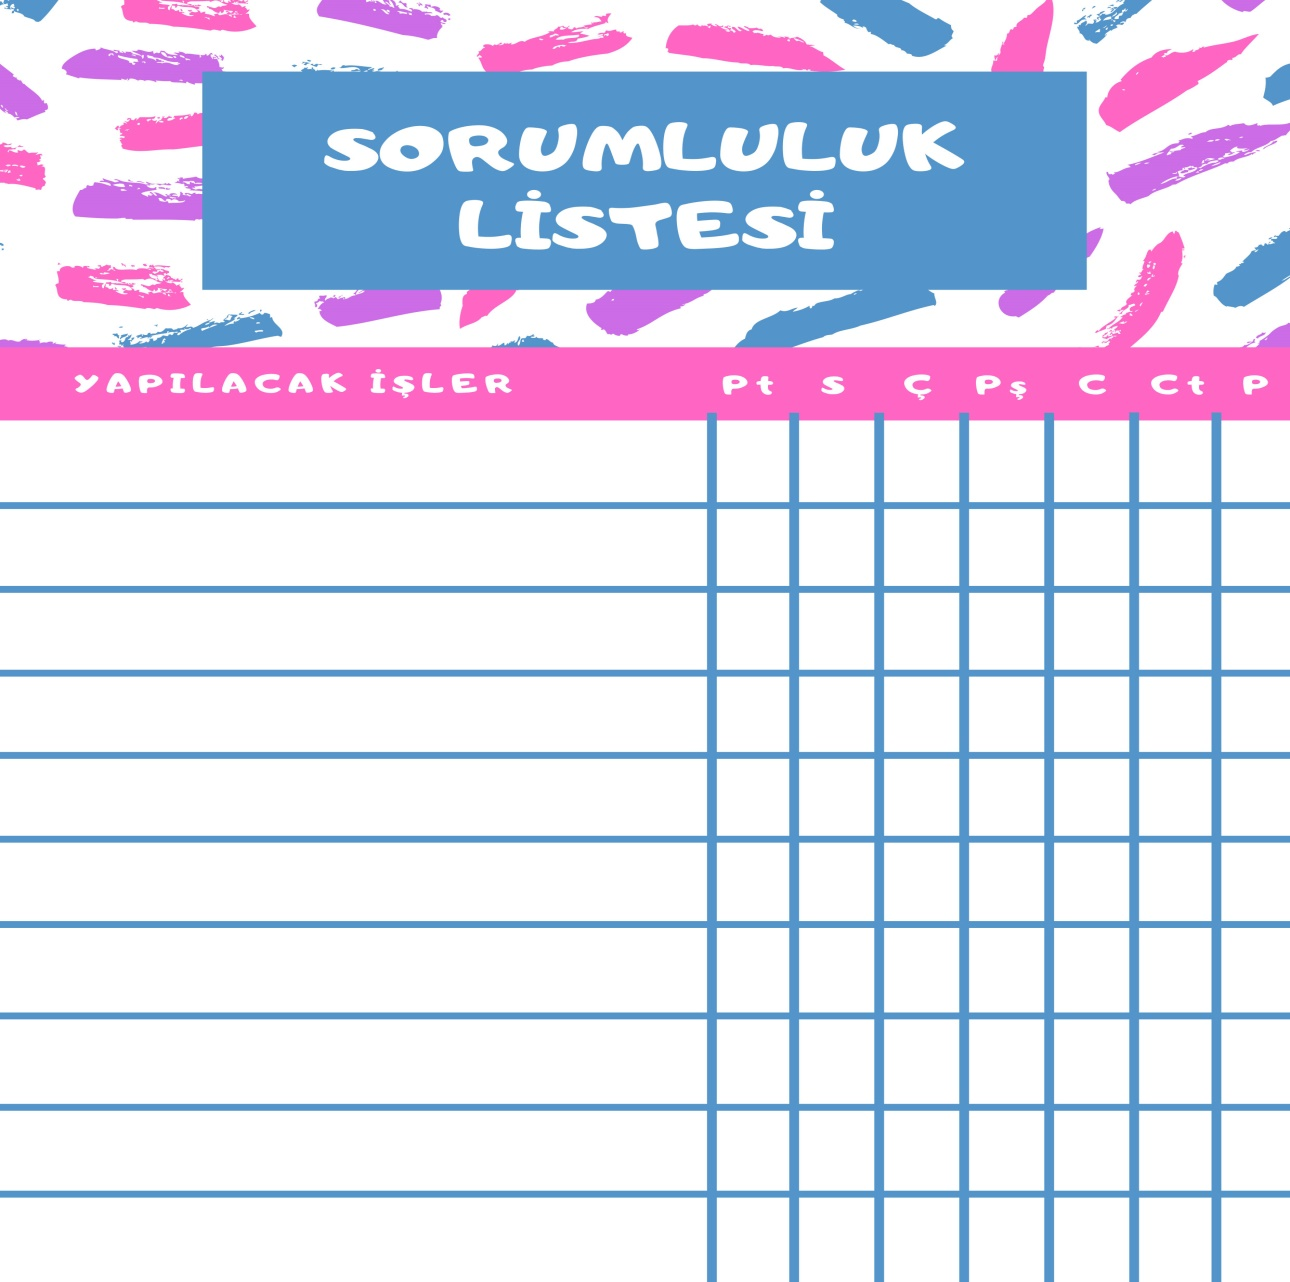 SORUMLULUK
LİSTESİ
YAPILACAK İŞLER Pt S Ç Pş C Ct P